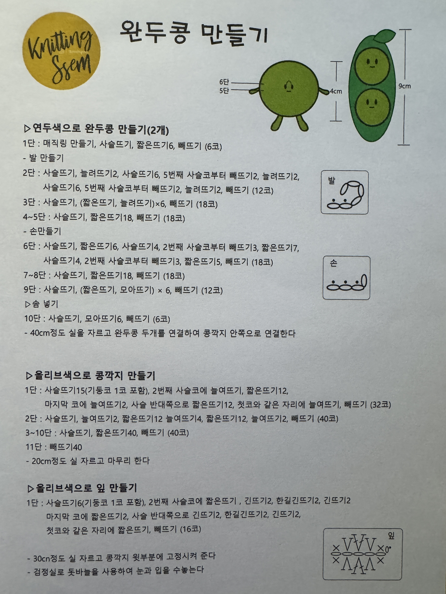 Knitting
Ssem
완두콩 만들기
6단
5단
4cm
9cm
▷연두색으로 완두콩 만들기(2개)
1단 : 매직링 만들기, 사슬뜨기, 짧은뜨기6, 빼뜨기 (6코)
- 발 만들기
2단 : 사슬뜨기, 늘려뜨기2, 사슬뜨기6, 5번째 사슬코부터 빼뜨기2, 늘려뜨기2,
사슬뜨기6, 5번째 사슬코부터 빼뜨기2, 늘려뜨기2, 빼뜨기 (12코)
발
3단 : 사슬뜨기, (짧은뜨기, 늘려뜨기)×6, 빼뜨기 (18코)
4~5단 : 사슬뜨기, 짧은뜨기18, 빼뜨기 (18코)
- 손만들기
6단 : 사슬뜨기, 짧은뜨기6, 사슬뜨기4, 2번째 사슬코부터 빼뜨기3, 짧은뜨기7,
사슬뜨기4, 2번째 사슬코부터 빼뜨기3, 짧은뜨기5, 빼뜨기 (18코)
손
7~8단 : 사슬뜨기, 짧은뜨기18, 빼뜨기 (18코)
9단 : 사슬뜨기, (짧은뜨기, 모아뜨기) × 6, 빼뜨기 (12코)
▷솜 넣기
10단 : 사슬뜨기, 모아뜨기6, 빼뜨기 (6코)
- 40cm정도 실을 자르고 완두콩 두개를 연결하여 콩깍지 안쪽으로 연결한다
▷올리브색으로 콩깍지 만들기
1단 : 사슬뜨기15(기둥코 1코 포함), 2번째 사슬코에 늘여뜨기, 짧은뜨기12,
마지막 코에 늘여뜨기2, 사슬 반대쪽으로 짧은뜨기12, 첫코와 같은 자리에 늘여뜨기, 빼뜨기 (32코)
2단 : 사슬뜨기, 늘여뜨기2, 짧은뜨기12 늘여뜨기4, 짧은뜨기12, 늘여뜨기2, 빼뜨기 (40코)
3~10단 : 사슬뜨기, 짧은뜨기40, 빼뜨기 (40코)
11단 : 빼뜨기40
- 20cm정도 실 자르고 마무리 한다
▷올리브색으로 잎 만들기
1단 : 사슬뜨기6(기둥코 1코 포함), 2번째 사슬코에 짧은뜨기 , 긴뜨기2, 한길긴뜨기2, 긴뜨기2
마지막 코에 짧은뜨기2, 사슬 반대쪽으로 긴뜨기2, 한길긴뜨기2, 긴뜨기2,
첫코와 같은 자리에 짧은뜨기, 빼뜨기 (16코)
잎
- 30cn정도 실 자르고 콩깍지 윗부분에 고정시켜 준다
- 검정실로 돗바늘을 사용하여 눈과 입을 수놓는다